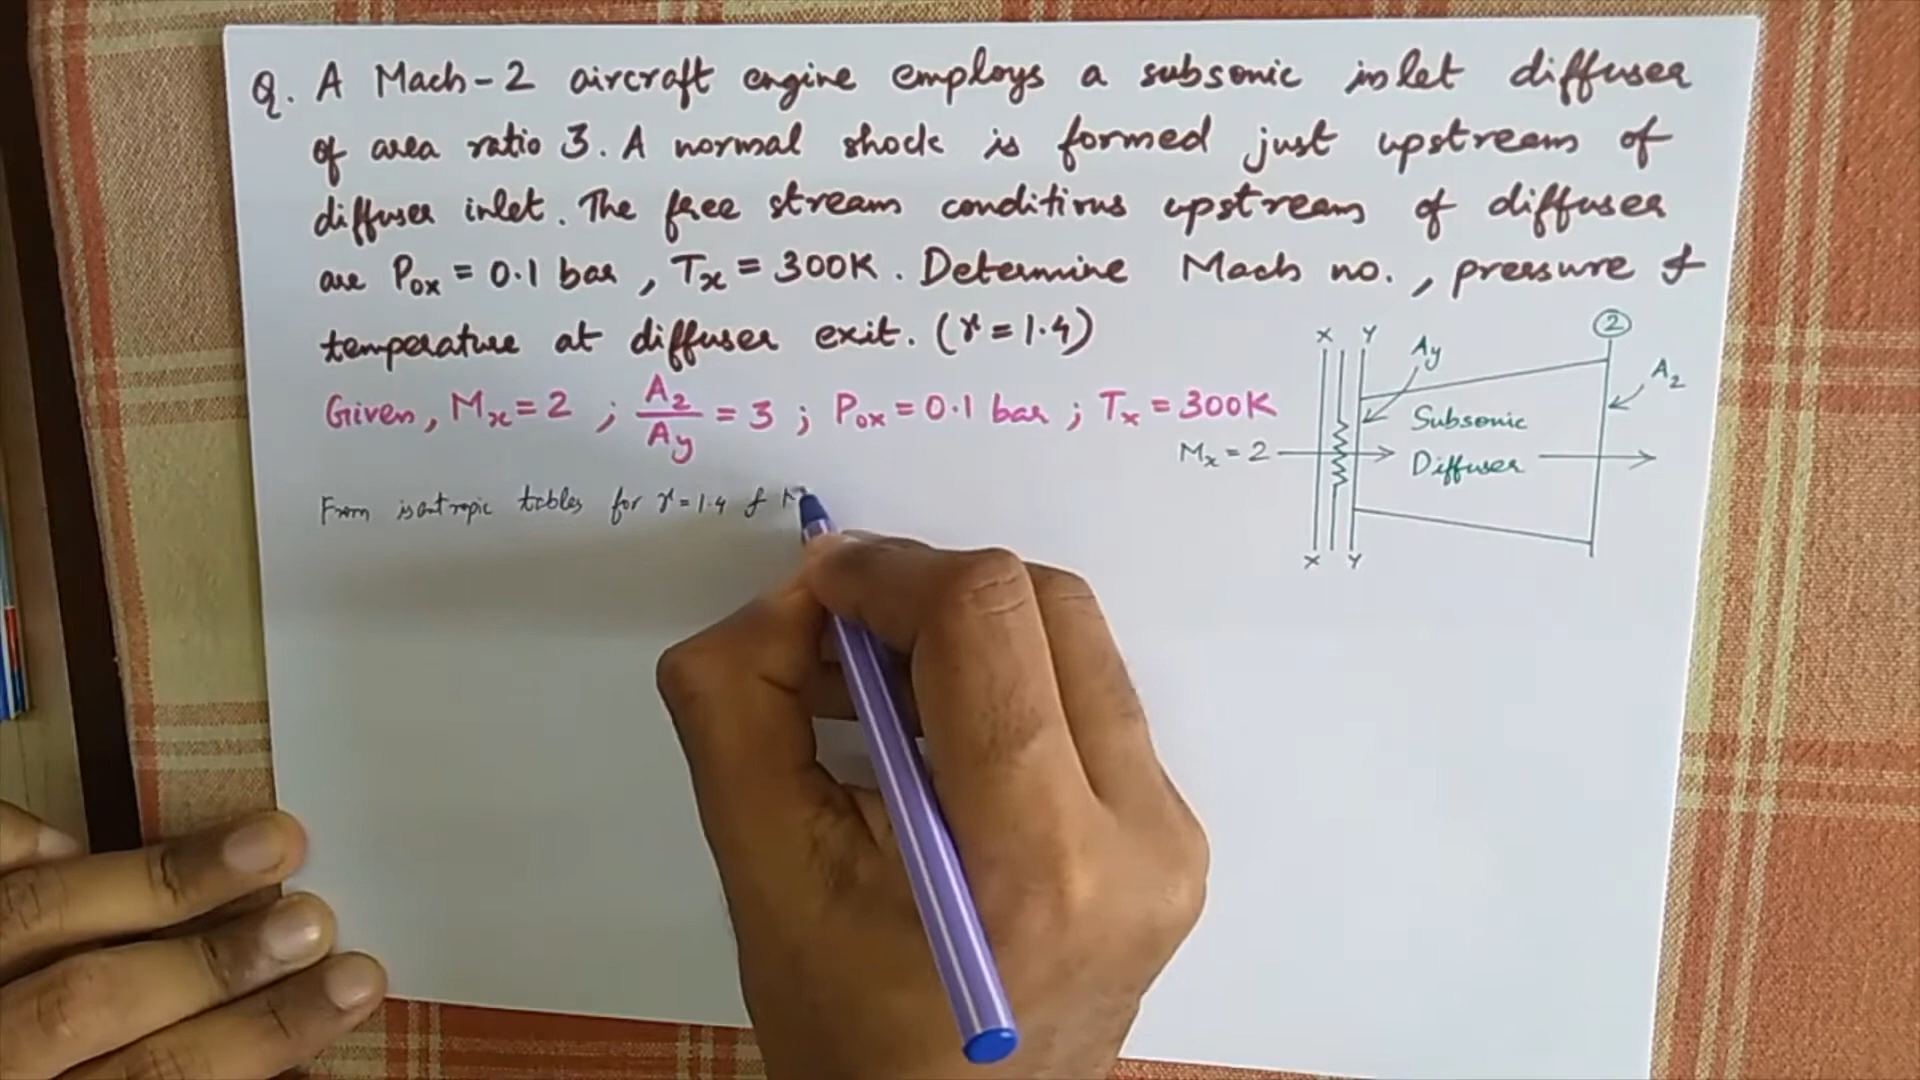 Q. A Mach-2 aircraft engine employs a subsonic inlet diffuser
of area ratio 3. A normal shock is formed just upstream of
diffuser inlet. The free stream conditions upstream of diffuser
are Pox = 0.1 bar, Tx = 300K. Determine Mach no., pressure &
temperature at diffuser exit. (γ = 1.4)
Given, Mx = 2 ; A2/Ay = 3 ; Pox = 0.1 bar ; Tx = 300K
From isentropic tables for γ = 1.4 &
X Y Ay 2
A2
Subsonic
Mx = 2
Diffuser
X Y